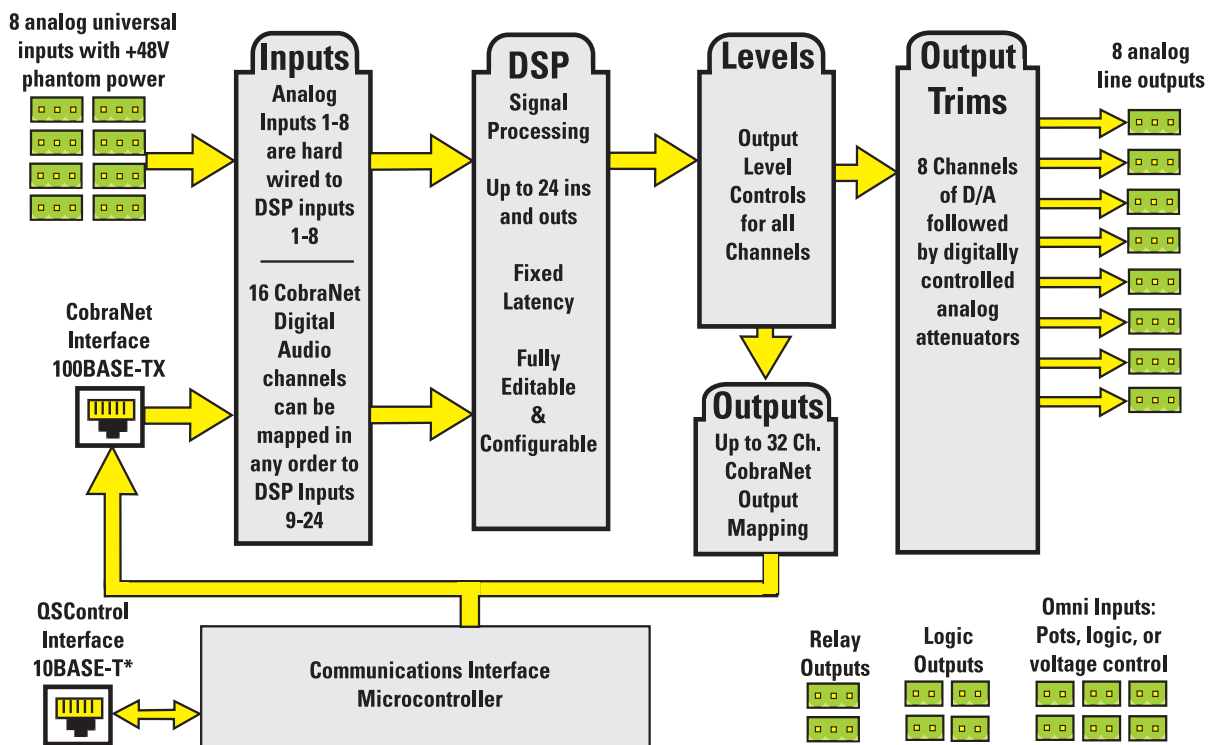 8 analog universal
inputs with +48V
phantom power
Inputs
Analog
Inputs 1-8
are hard
wired to
DSP inputs
1-8
16 CobraNet
Digital
Audio
channels
can be
mapped in
any order to
DSP Inputs
9-24
DSP
Signal
Processing
Up to 24 ins
and outs
Fixed
Latency
Fully
Editable
&
Configurable
Levels
Output
Level
Controls
for all
Channels
Output
Trims
8 Channels
of D/A
followed
by digitally
controlled
analog
attenuators
8 analog
line outputs
CobraNet
Interface
100BASE-TX
Outputs
Up to 32 Ch.
CobraNet
Output
Mapping
QSControl
Interface
10BASE-T*
Communications Interface
Microcontroller
Relay
Outputs
Logic
Outputs
Omni Inputs:
Pots, logic, or
voltage control